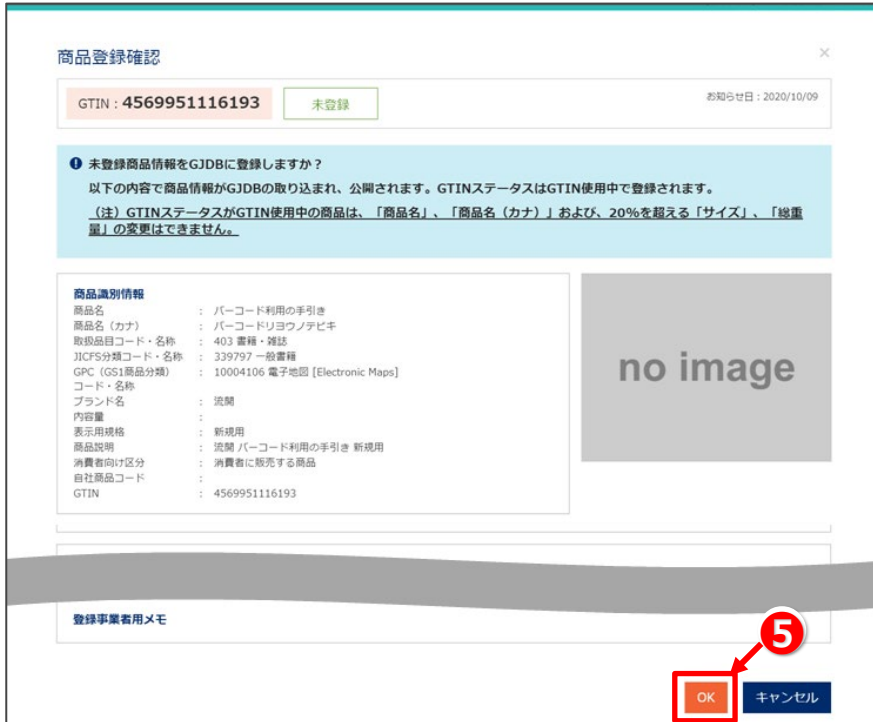 商品登録確認
×
GTIN : 4569951116193 未登録 お知らせ日 : 2020/10/09
未登録商品情報をGJDBに登録しますか？
以下の内容で商品情報がGJDBの取り込まれ、公開されます。GTINステータスはGTIN使用中で登録されます。
（注）GTINステータスがGTIN使用中の商品は、「商品名」、「商品名（カナ）」および、20%を超える「サイズ」、「総重
量」の変更はできません。
商品識別情報
商品名 : バーコード利用の手引き
商品名（カナ） : バーコードリヨウノテビキ
取扱品目コード・名称 : 403 書籍・雑誌
JICFS分類コード・名称 : 339797 一般書籍
GPC（GS1商品分類） : 10004106 電子地図 [Electronic Maps]
コード・名称
ブランド名 : 流開
内容量 :
表示用規格 : 新規用
商品説明 : 流開 バーコード利用の手引き 新規用
消費者向け区分 : 消費者に販売する商品
自社商品コード :
GTIN : 4569951116193
no image
登録事業者用メモ
5
OK キャンセル